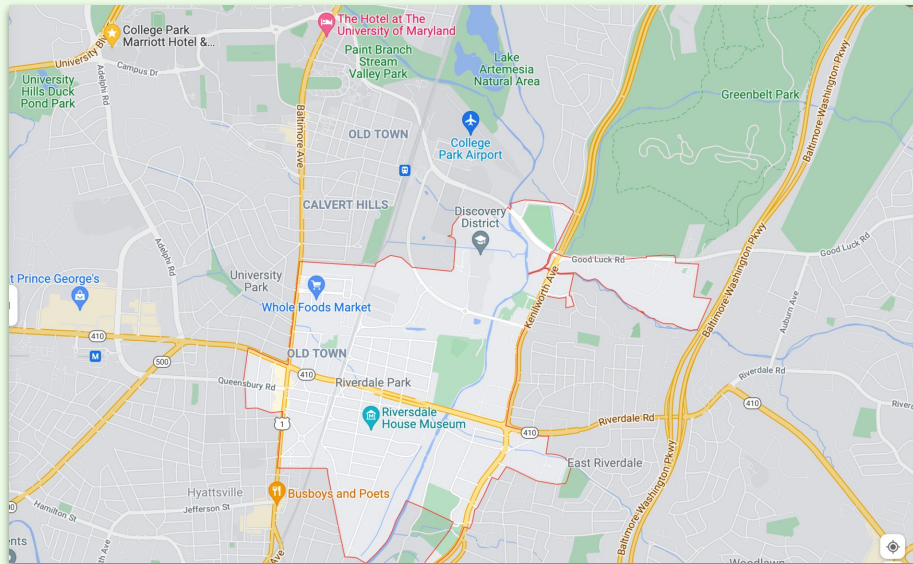 The Hotel at The
University of Maryland
College Park
Marriott Hotel &...
University Blvd
Adelphi Rd
Campus Dr
Paint Branch
Stream
Valley Park
Lake
Artemesia
Natural Area
University
Hills Duck
Pond Park
Greenbelt Park
Baltimore-Washington Pkwy
Baltimore Ave
OLD TOWN
College
Park Airport
CALVERT HILLS
Discovery
District
Adelphi Rd
Good Luck Rd
Good Luck Rd
University
Park
t Prince George's
Whole Foods Market
Kenilworth Ave
Baltimore-Washington Pkwy
Auburn Ave
410
M
500
OLD TOWN
410
Riverdale Park
Queensbury Rd
Riverdale Rd
410
Riversdale
House Museum
1
Riverdale Rd
410
East Riverdale
Hyattsville
Busboys and Poets
Jefferson St
Hamilton St
Baltimore-Washington Pkwy
Ave
ents
Woodlawn